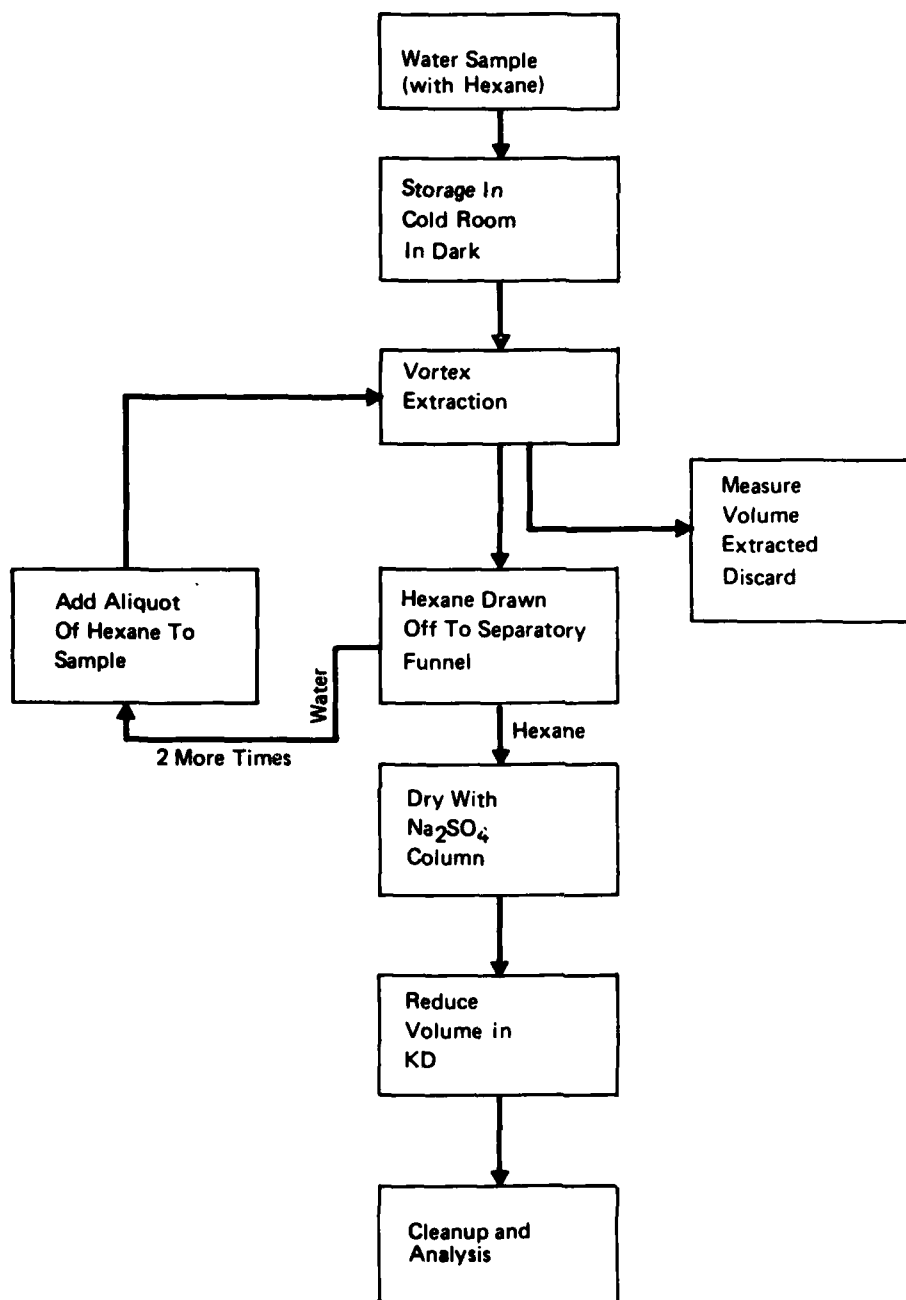 Water Sample
(with Hexane)
Storage In
Cold Room
In Dark
Vortex
Extraction
Measure
Volume
Extracted
Discard
Add Aliquot
Of Hexane To
Sample
Hexane Drawn
Off To Separatory
Funnel
Water
2 More Times
Hexane
Dry With
Na₂SO₄
Column
Reduce
Volume in
KD
Cleanup and
Analysis